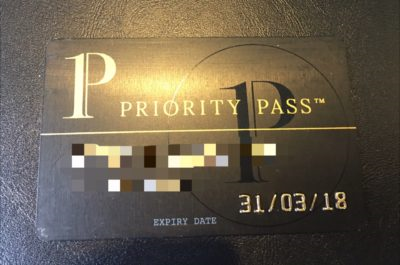 P PRIORITY PASS™
31/03/18
EXPIRY DATE